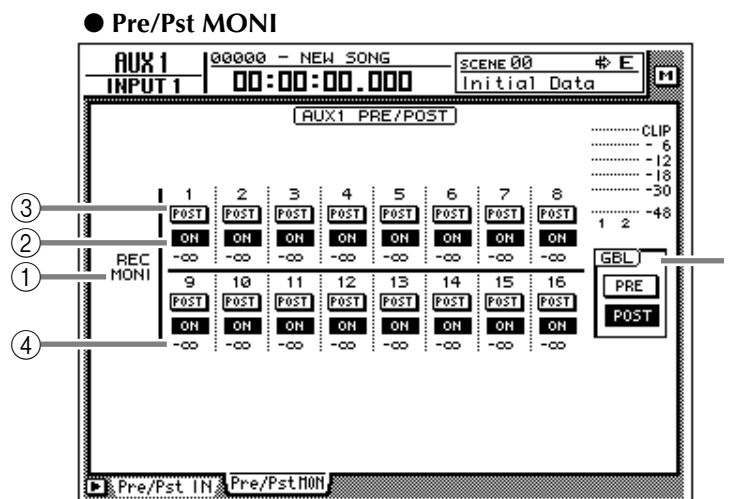 ● Pre/Pst MONI
AUX 1
INPUT 1
00000 - NEW SONG
00:00:00.000
SCENE 00 E
Initial Data
M
AUX1 PRE/POST
CLIP
- 6
-12
-18
-30
-48
1 2
1 2 3 4 5 6 7 8
③ POST POST POST POST POST POST POST POST
② ON ON ON ON ON ON ON ON
-∞ -∞ -∞ -∞ -∞ -∞ -∞ -∞
① REC
MONI
9 10 11 12 13 14 15 16
POST POST POST POST POST POST POST POST
ON ON ON ON ON ON ON ON
④ -∞ -∞ -∞ -∞ -∞ -∞ -∞ -∞
GBL
PRE
POST
Pre/Pst IN Pre/PstMON